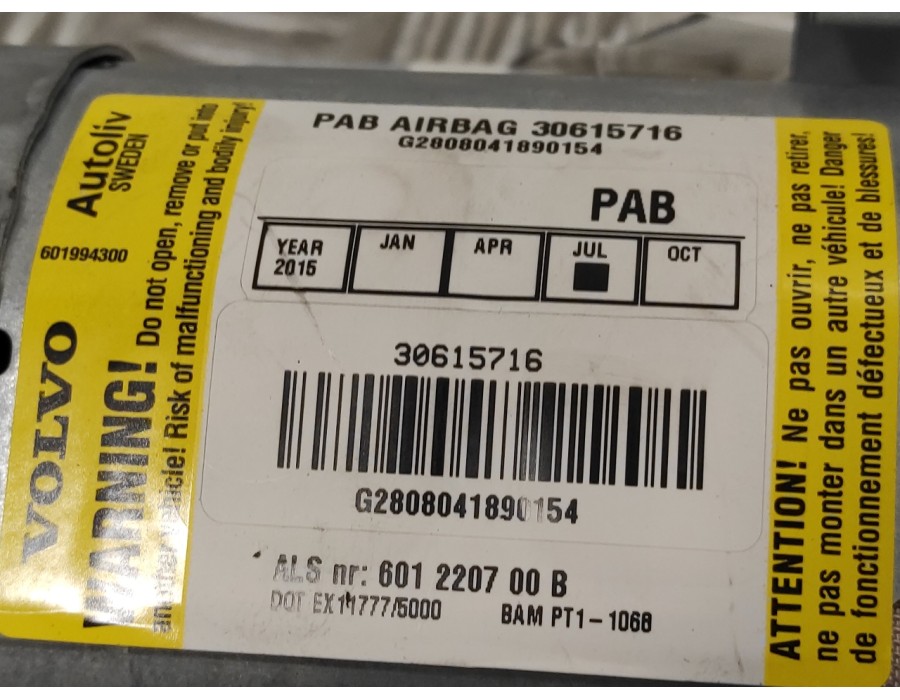 PAB AIRBAG 30615716
G2808041890154
PAB
YEAR 2015
JAN
APR
JUL
OCT
30615716
G2808041890154
ALS nr: 601 2207 00 B
DOT EX11777/5000 BAM PT1-1068
Autoliv
SWEDEN
601994300
VOLVO
WARNING! Do not open, remove or put into
another vehicle! Risk of malfunctioning and bodily injury!
ATTENTION! Ne pas ouvrir, ne pas retirer,
ne pas monter dans un autre véhicule! Danger
de fonctionnement défectueux et de blessures!